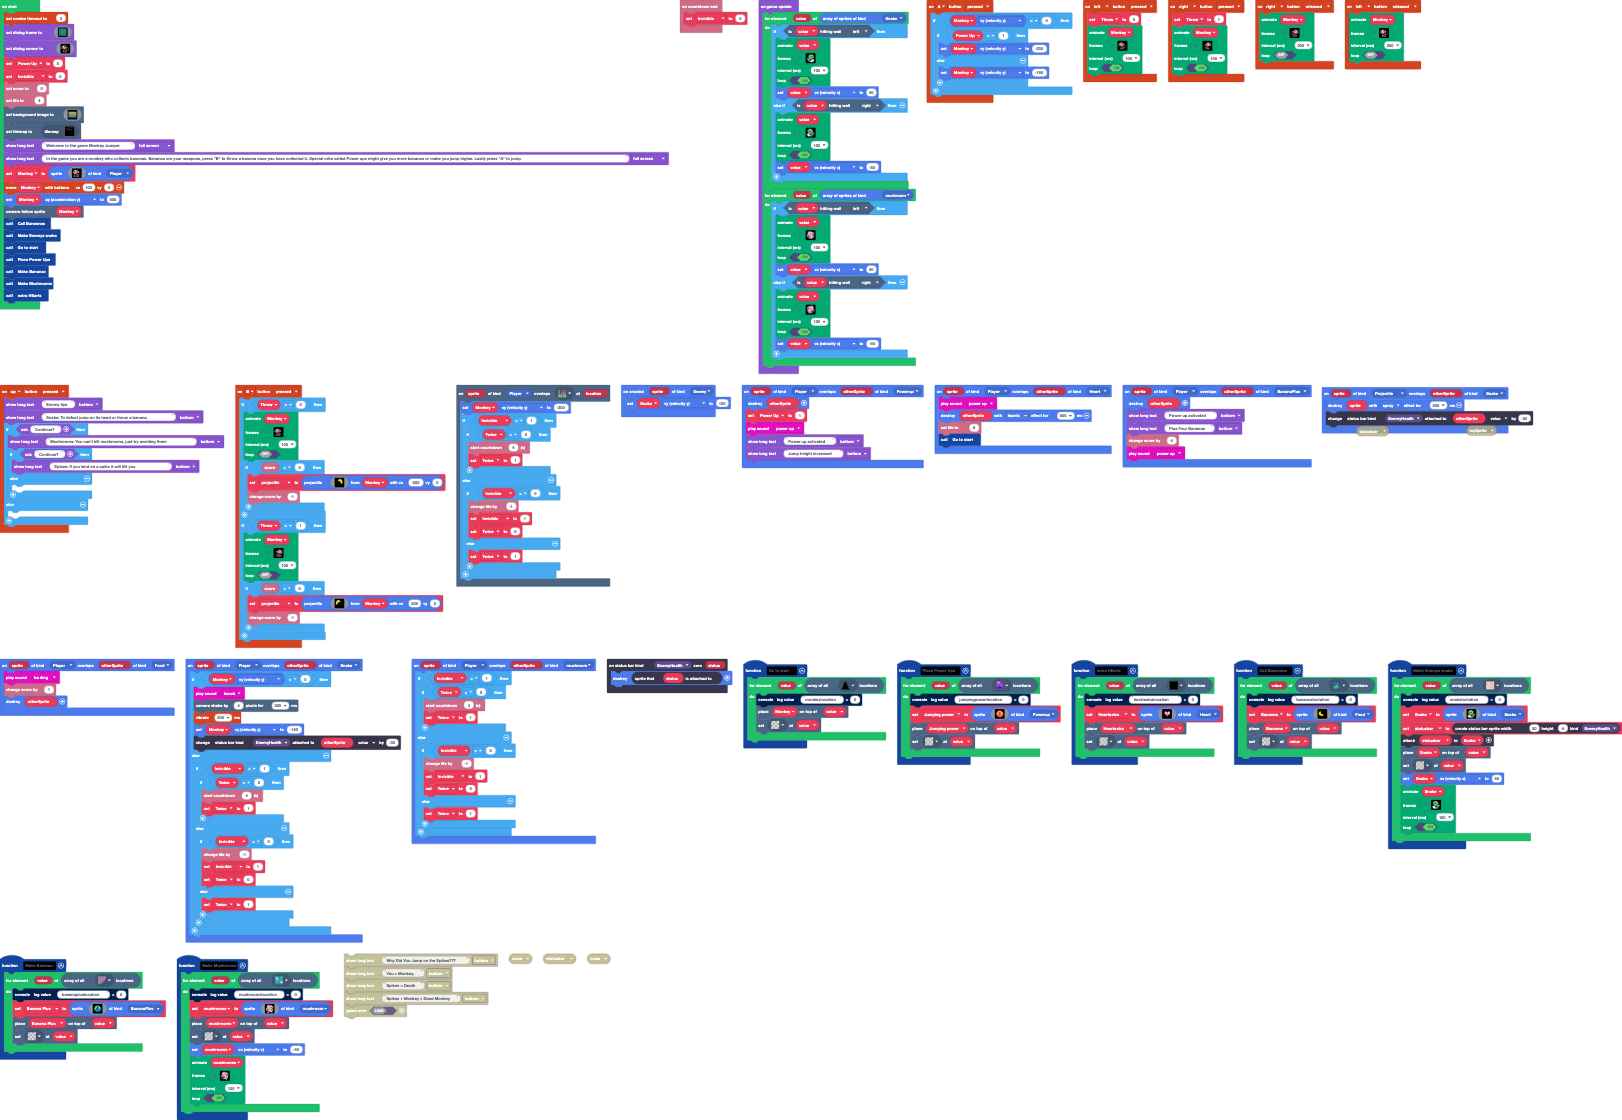 on start
set combo timeout to
set dialog frame to
set dialog cursor to
set Power Up to
set Invisible to 0
set score to 0
set life to
set background image to
set tilemap to tilemap
show long text Welcome to the game Monkey Jumpes full screen
show long text In the game you are a monkey who collects bananas. Bananas are your weapons, press "B" to throw a banana once you have collected it. Special orbs called Power ups might give you more bananas or make you jump higher. Lastly press "A" to jump. full screen
set Monkey to sprite of kind Player
move Monkey with buttons vx 100 vy 0
set Monkey ay (acceleration y) to
camera follow sprite Monkey
call Call Bananas
call Make Enemys snake
call Go to start
call Place Power Ups
call Make Bananas
call Make Mushrooms
call extra HEarts
on countdown end
set Invisible to 0
on game update
for element value of array of sprites of kind Snake
do
if is value hitting wall left then
animate value
frames
interval (ms) 100
loop
set value vx (velocity x) to 50
else if is value hitting wall right then
animate value
frames
interval (ms) 100
loop
set value vx (velocity x) to -50
for element value of array of sprites of kind mushroom
do
if is value hitting wall left then
animate value
frames
interval (ms) 100
loop
set value vx (velocity x) to 50
else if is value hitting wall right then
animate value
frames
interval (ms) 100
loop
set value vx (velocity x) to -50
on A button pressed
if Monkey vy (velocity y) = 0 then
if Power Up = 1 then
set Monkey vy (velocity y) to
else
set Monkey vy (velocity y) to
on left button pressed
set Throw to
animate Monkey
frames
interval (ms) 100
loop
on right button pressed
set Throw to
animate Monkey
frames
interval (ms) 100
loop
on right button released
animate Monkey
frames
interval (ms) 200
loop
on left button released
animate Monkey
frames
interval (ms) 200
loop
on up button pressed
show long text Enemy tips bottom
show long text Snake: To defeat jump on its head or throw a banana. bottom
if ask Continue? then
show long text Mushrooms: You can't kill mushrooms, just try avoiding them bottom
if ask Continue? then
show long text Spikes: if you land on a spike it will kill you bottom
else
else
on B button pressed
if Throw = 0 then
animate Monkey
frames
interval (ms) 100
loop
if score 0 then
set projectile to projectile from Monkey with vx -200 vy 0
change score by -1
if Throw = 1 then
animate Monkey
frames
interval (ms) 100
loop
if score 0 then
set projectile to projectile from Monkey with vx 200 vy 0
change score by -1
on sprite of kind Player overlaps at location
set Monkey vy (velocity y) to -200
if Invisible = 1 then
if Twice = 0 then
start countdown (s)
set Twice to 1
else
if Invisible = 0 then
change life by
set Invisible to 1
set Twice to 0
else
set Twice to 1
on created sprite of kind Enemy
set Snake vy (velocity y) to 100
on sprite of kind Player overlaps otherSprite of kind Powerup
destroy otherSprite
set Power Up to 1
play sound power up
show long text Power up activated bottom
show long text Jump height increased bottom
on sprite of kind Player overlaps otherSprite of kind Heart
play sound power up
destroy otherSprite with hearts effect for 500 ms
set life to
call Go to start
on sprite of kind Player overlaps otherSprite of kind BananaPlus
destroy otherSprite
show long text Power up activated bottom
show long text Plus Four Bananas bottom
change score by
play sound power up
on sprite of kind Projectile overlaps otherSprite of kind Snake
destroy sprite with spray effect for 500 ms
change status bar kind EnemyHealth attached to otherSprite value by
statusbar mySprite
on sprite of kind Player overlaps otherSprite of kind Food
play sound ba ding
change score by
destroy otherSprite
on sprite of kind Player overlaps otherSprite of kind Snake
if Monkey vy (velocity y) 0 then
play sound knock
camera shake by 4 pixels for ms
vibrate ms
set Monkey vy (velocity y) to
change status bar kind EnemyHealth attached to otherSprite value by
else
if Invisible = 1 then
if Twice = 0 then
start countdown (s)
set Twice to 1
else
if Invisible = 0 then
change life by -1
set Invisible to 1
set Twice to 0
else
set Twice to 1
on sprite of kind Player overlaps otherSprite of kind mushroom
if Invisible = 1 then
if Twice = 0 then
start countdown (s)
set Twice to 1
else
if Invisible = 0 then
change life by -1
set Invisible to 1
set Twice to 0
else
set Twice to 1
on status bar kind EnemyHealth zero status
destroy sprite that status is attached to
function Go to start
for element value of array of all locations
do
console log value monkeylocation = 0
place Monkey on top of value
set at value
function Place Power Ups
for element value of array of all locations
do
console log value jumpingpowerlocation = 0
set Jumping power to sprite of kind Powerup
place Jumping power on top of value
set at value
function extra HEarts
for element value of array of all locations
do
console log value = 0
set to sprite of kind Heart
place on top of value
set at value
function Call Bananas
for element value of array of all locations
do
console log value bananaslocation = 0
set Banana to sprite of kind Food
place Banana on top of value
set at value
function Make Enemys snake
for element value of array of all locations
do
console log value snakelocation = 0
set Snake to sprite of kind Snake
set statusbar to create status bar sprite width 20 height 4 kind EnemyHealth
attach statusbar to Snake
place Snake on top of value
set at value
set Snake vx (velocity x) to
animate Snake
frames
interval (ms) 100
loop
function Make Bananas
for element value of array of all locations
do
console log value bananapluslocation = 0
set Banana Plus to sprite of kind BananaPlus
place Banana Plus on top of value
set at value
function Make Mushrooms
for element value of array of all locations
do
console log value mushroomslocation = 0
set mushrooms to sprite of kind mushroom
place mushrooms on top of value
set at value
set mushrooms vx (velocity x) to -50
animate mushrooms
frames
interval (ms) 100
loop
show long text Why Did You Jump on the Spikes??? bottom
show long text You = Monkey. bottom
show long text Spikes = Death bottom
show long text Spikes + Monkey = Dead Monkey bottom
game over LOSE
value statusbar value